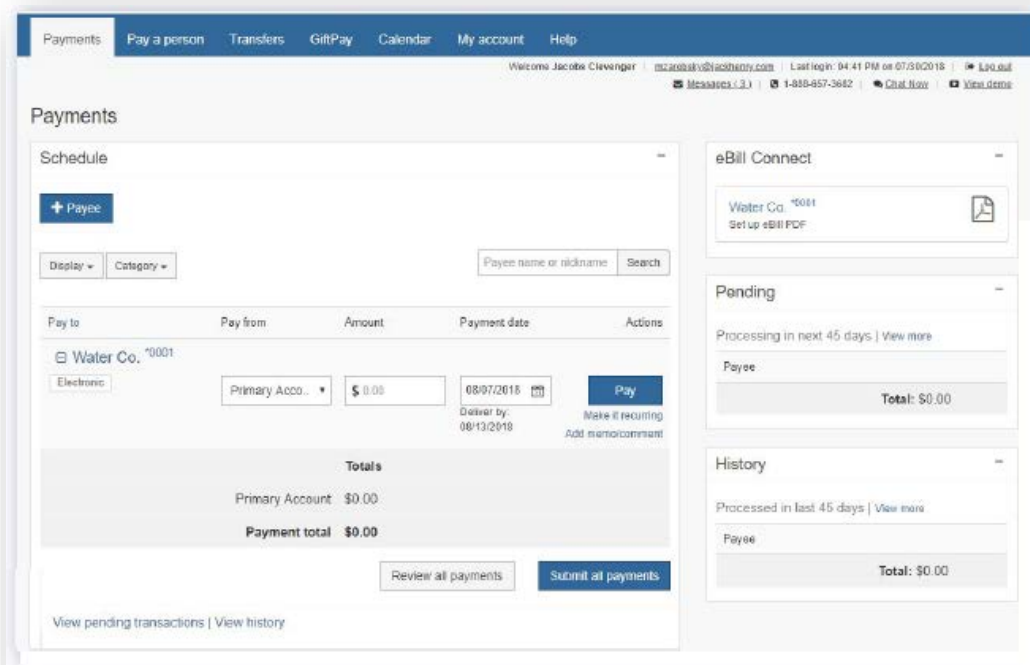 Payments Pay a person Transfers GiftPay Calendar My account Help
Welcome Jacobs Clevenger | mzarobsky@jackhenry.com | Last login: 04:41 PM on 07/30/2018 | Log out
Messages ( 3 ) | 1-888-657-3682 | Chat Now | View demo
Payments
Schedule
+ Payee
Display Category
Payee name or nickname Search
Pay to Pay from Amount Payment date Actions
Water Co. *0001
Electronic
Primary Acco.. $ 0.00 08/07/2018 Pay
Deliver by:
08/13/2018
Make it recurring
Add memo/comment
Totals
Primary Account $0.00
Payment total $0.00
Review all payments Submit all payments
View pending transactions | View history
eBill Connect
Water Co. *0001
Set up eBill PDF
Pending
Processing in next 45 days | View more
Payee
Total: $0.00
History
Processed in last 45 days | View more
Payee
Total: $0.00